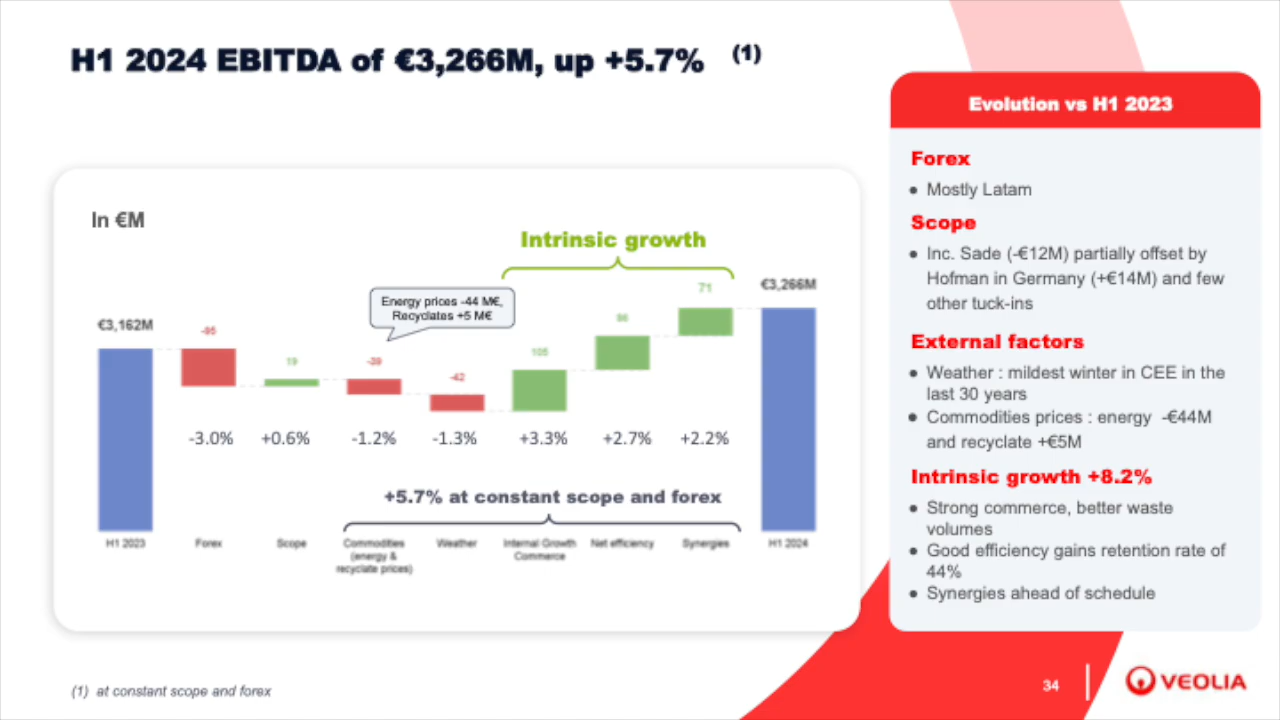 H1 2024 EBITDA of €3,266M, up +5.7% (1)
In €M
Intrinsic growth
Energy prices -44 M€,
Recyclates +5 M€
€3,162M
-95
19
-39
-42
105
86
71
€3,266M
-3.0%
+0.6%
-1.2%
-1.3%
+3.3%
+2.7%
+2.2%
+5.7% at constant scope and forex
H1 2023
Forex
Scope
Commodities
(energy &
recyclate prices)
Weather
Internal Growth
Commerce
Net efficiency
Synergies
H1 2024
Evolution vs H1 2023
Forex
● Mostly Latam
Scope
● Inc. Sade (-€12M) partially offset by
Hofman in Germany (+€14M) and few
other tuck-ins
External factors
● Weather : mildest winter in CEE in the
last 30 years
● Commodities prices : energy -€44M
and recyclate +€5M
Intrinsic growth +8.2%
● Strong commerce, better waste
volumes
● Good efficiency gains retention rate of
44%
● Synergies ahead of schedule
(1) at constant scope and forex
34
VEOLIA